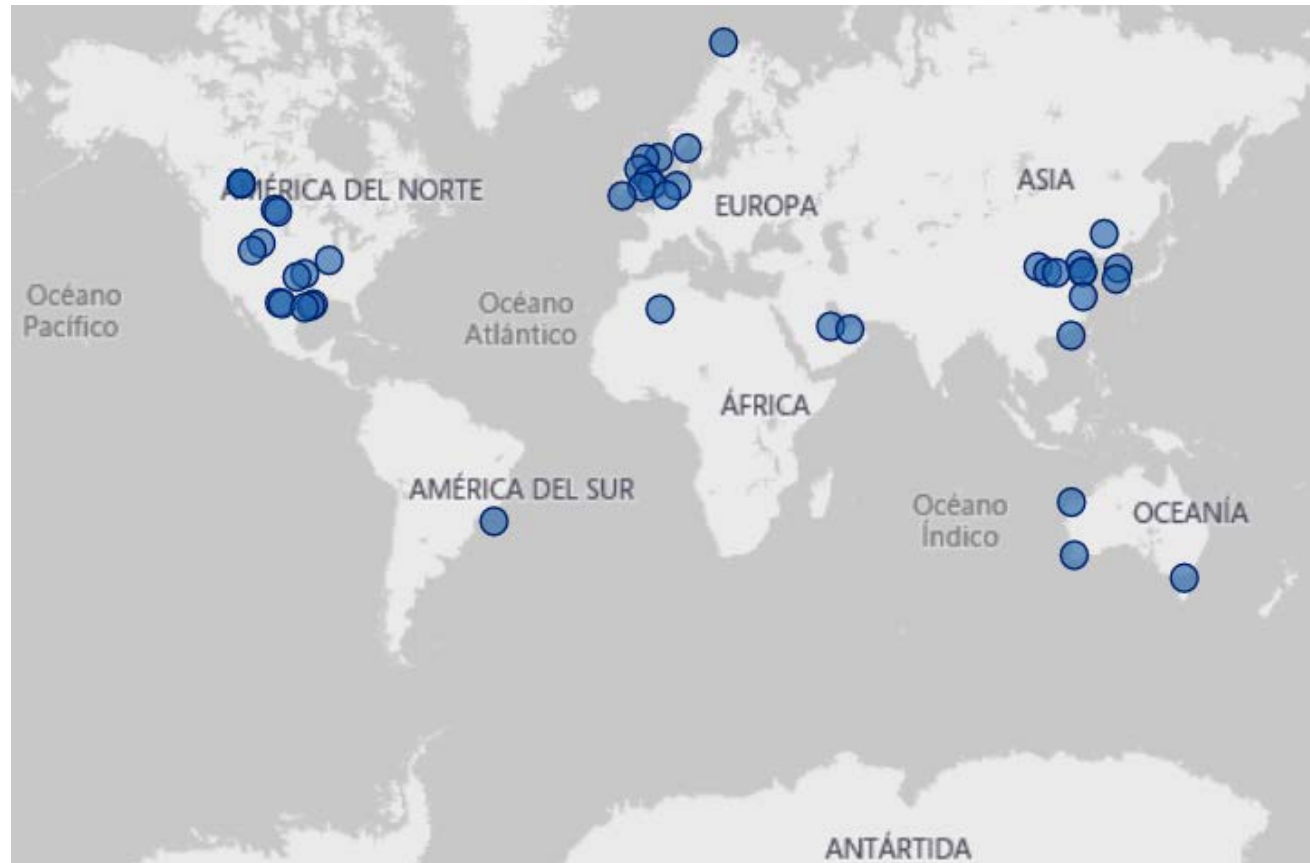 AMÉRICA DEL NORTE
ASIA
EUROPA
Océano
Pacífico
Océano
Atlántico
ÁFRICA
AMÉRICA DEL SUR
Océano
Índico
OCEANÍA
ANTÁRTIDA